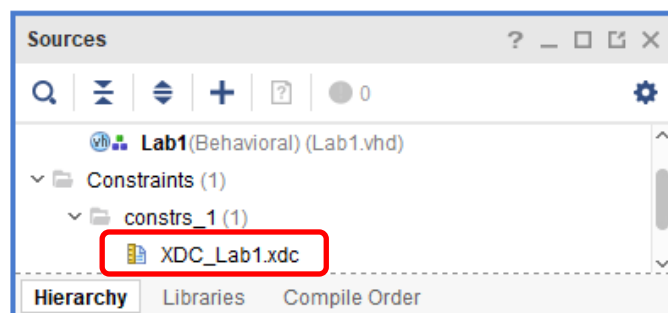 Sources
0
Lab1(Behavioral) (Lab1.vhd)
Constraints (1)
constrs_1 (1)
XDC_Lab1.xdc
Hierarchy Libraries Compile Order